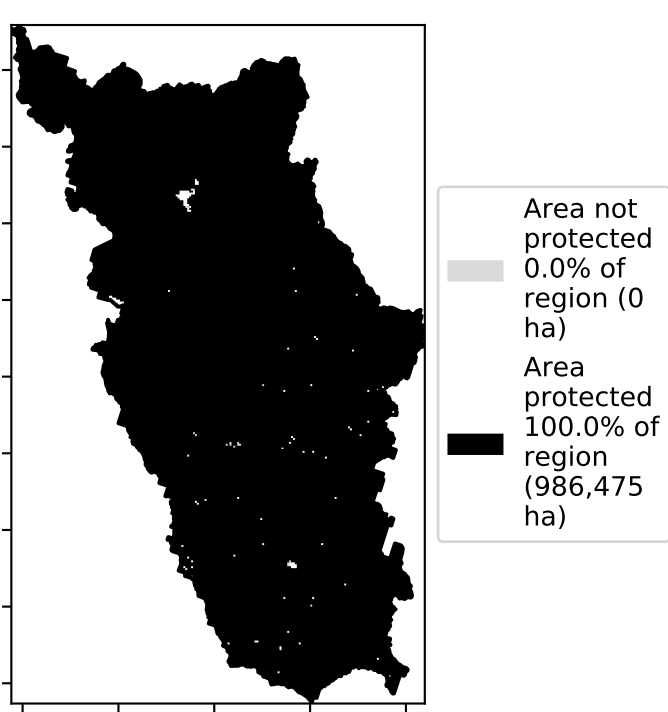 Area not
protected
0.0% of
region (0
ha)
Area
protected
100.0% of
region
(986,475
ha)